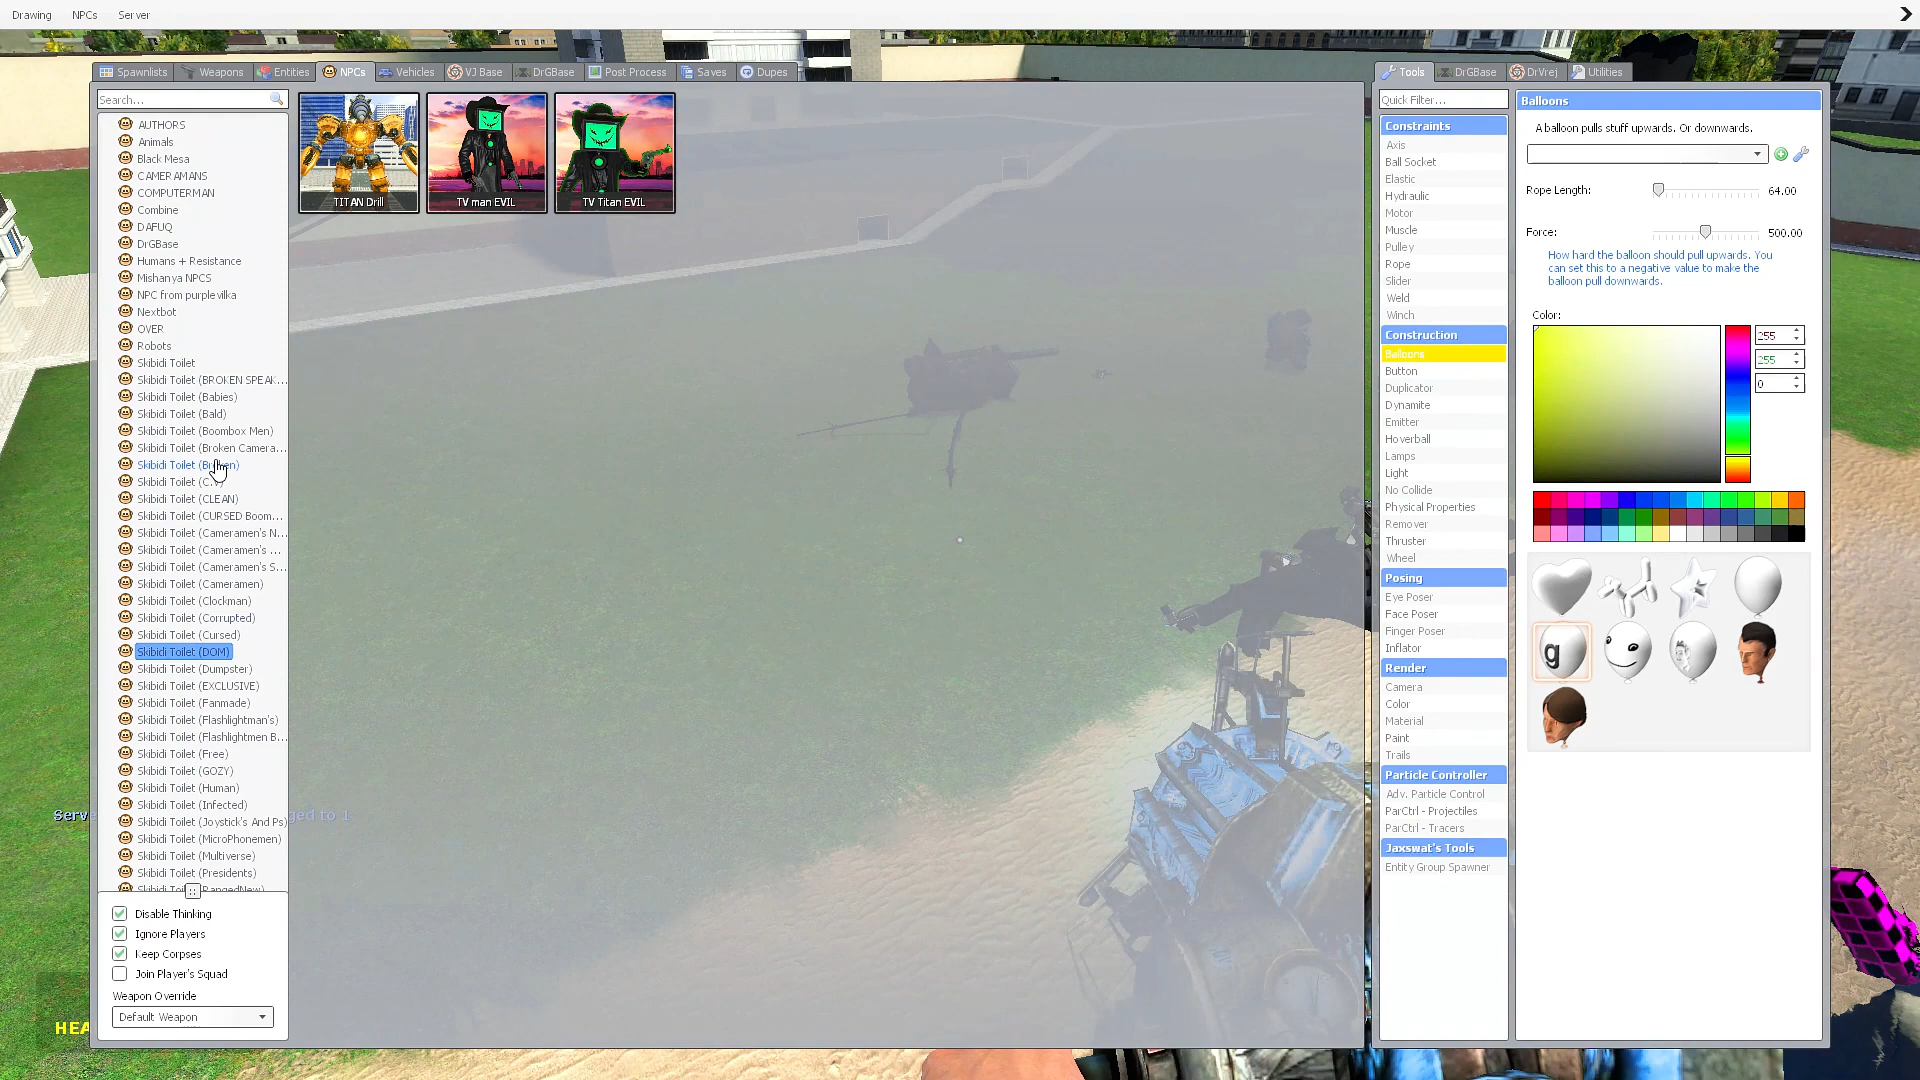 Drawing NPCs Server
Spawnlists Weapons Entities NPCs Vehicles VJ Base DrGBase Post Process Saves Dupes
Search...
AUTHORS
Animals
Black Mesa
CAMERAMANS
COMPUTERMAN
Combine
DAFUQ
DrGBase
Humans + Resistance
Mishanya NPCS
NPC from purplevilka
Nextbot
OVER
Robots
Skibidi Toilet
Skibidi Toilet (BROKEN SPEAK...
Skibidi Toilet (Babies)
Skibidi Toilet (Bald)
Skibidi Toilet (Boombox Men)
Skibidi Toilet (Broken Camera...
Skibidi Toilet (Broken)
Skibidi Toilet
Skibidi Toilet (CLEAN)
Skibidi Toilet (CURSED Boom...
Skibidi Toilet (Cameramen's N...
Skibidi Toilet (Cameramen's ...
Skibidi Toilet (Cameramen's S...
Skibidi Toilet (Cameramen)
Skibidi Toilet (Clockman)
Skibidi Toilet (Corrupted)
Skibidi Toilet (Cursed)
Skibidi Toilet (DOM)
Skibidi Toilet (Dumpster)
Skibidi Toilet (EXCLUSIVE)
Skibidi Toilet (Fanmade)
Skibidi Toilet (Flashlightman's)
Skibidi Toilet (Flashlightmen B...
Skibidi Toilet (Free)
Skibidi Toilet (GOZY)
Skibidi Toilet (Human)
Skibidi Toilet (Infected)
Skibidi Toilet (Joystick's And Ps)
Skibidi Toilet (MicroPhonemen)
Skibidi Toilet (Multiverse)
Skibidi Toilet (Presidents)
Disable Thinking
Ignore Players
Keep Corpses
Join Player's Squad
Weapon Override
Default Weapon
TITAN Drill
TV man EVIL
TV Titan EVIL
Serv
ged to 1
HEA
Tools DrGBase DrVrej Utilities
Quick Filter...
Constraints
Axis
Ball Socket
Elastic
Hydraulic
Motor
Muscle
Pulley
Rope
Slider
Weld
Winch
Construction
Balloons
Button
Duplicator
Dynamite
Emitter
Hoverball
Lamps
Light
No Collide
Physical Properties
Remover
Thruster
Wheel
Posing
Eye Poser
Face Poser
Finger Poser
Inflator
Render
Camera
Color
Material
Paint
Trails
Particle Controller
Adv. Particle Control
ParCtrl - Projectiles
ParCtrl - Tracers
Jaxswat's Tools
Entity Group Spawner
Balloons
A balloon pulls stuff upwards. Or downwards.
Rope Length: 64.00
Force: 500.00
How hard the balloon should pull upwards. You
can set this to a negative value to make the
balloon pull downwards.
Color:
255
255
0
g